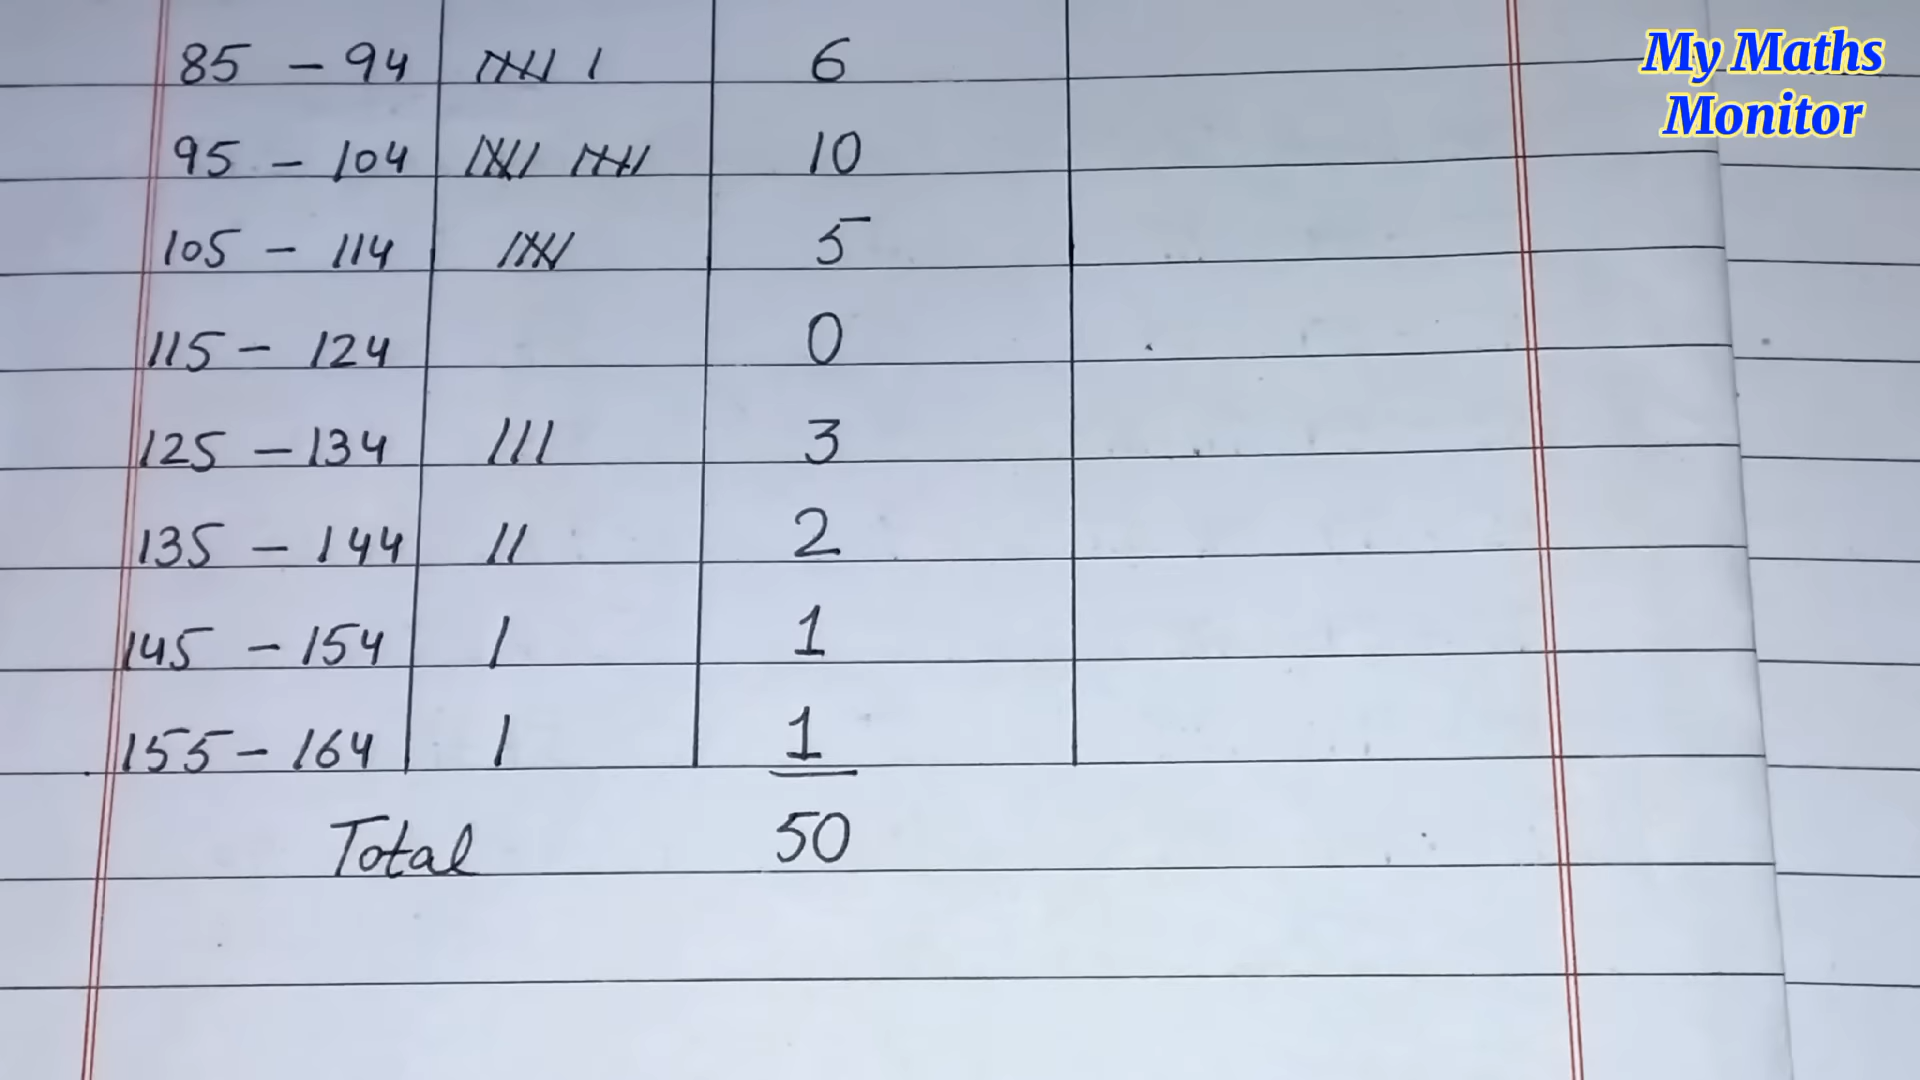 85 - 94 |||| | 6
95 - 104 |||| |||| 10
105 - 114 |||| 5
115 - 124 0
125 - 134 ||| 3
135 - 144 || 2
145 - 154 | 1
155 - 164 | 1
Total 50
My Maths
Monitor